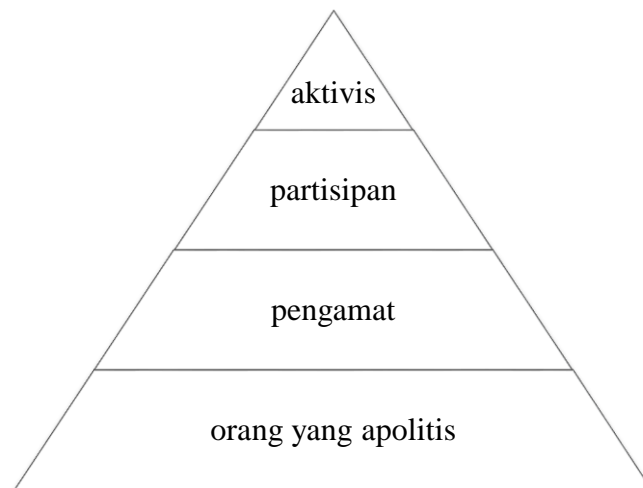 aktivis
partisipan
pengamat
orang yang apolitis